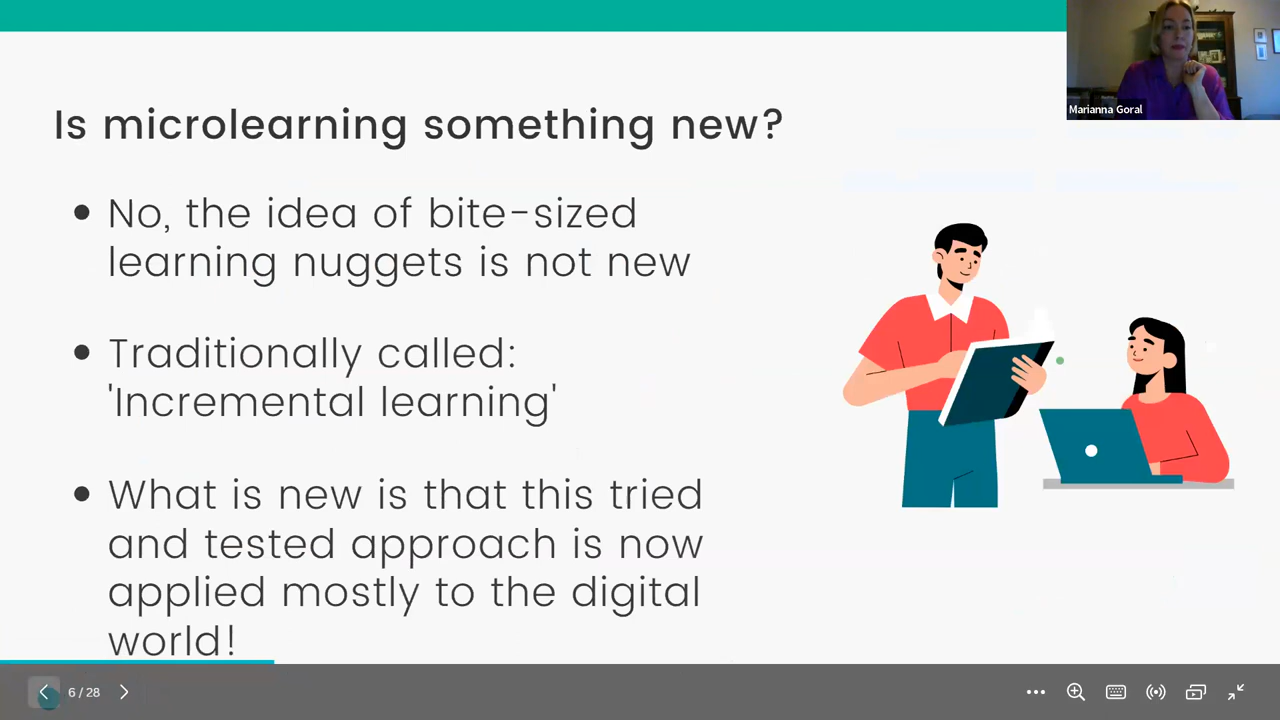 Marianna Goral
Is microlearning something new?
No, the idea of bite-sized
learning nuggets is not new
Traditionally called:
'Incremental learning'
What is new is that this tried
and tested approach is now
applied mostly to the digital
world!
6 / 28